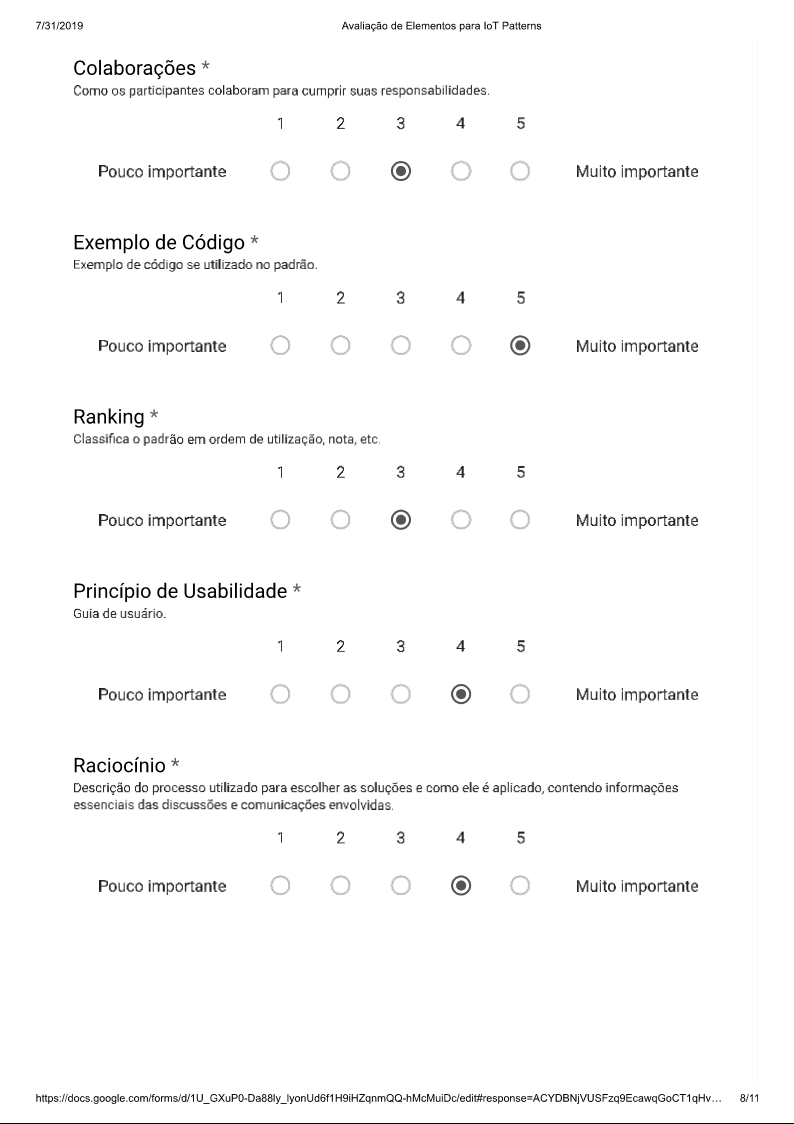 7/31/2019 Avaliação de Elementos para IoT Patterns
Colaborações *
Como os participantes colaboram para cumprir suas responsabilidades.
1 2 3 4 5
Pouco importante Muito importante
Exemplo de Código *
Exemplo de código se utilizado no padrão.
1 2 3 4 5
Pouco importante Muito importante
Ranking *
Classifica o padrão em ordem de utilização, nota, etc.
1 2 3 4 5
Pouco importante Muito importante
Princípio de Usabilidade *
Guia de usuário.
1 2 3 4 5
Pouco importante Muito importante
Raciocínio *
Descrição do processo utilizado para escolher as soluções e como ele é aplicado, contendo informações
essenciais das discussões e comunicações envolvidas.
1 2 3 4 5
Pouco importante Muito importante
https://docs.google.com/forms/d/1U_GXuP0-Da88ly_lyonUd6f1H9iHZqnmQQ-hMcMuiDc/edit#response=ACYDBNjVUSFzq9EcawqGoCT1qHv… 8/11